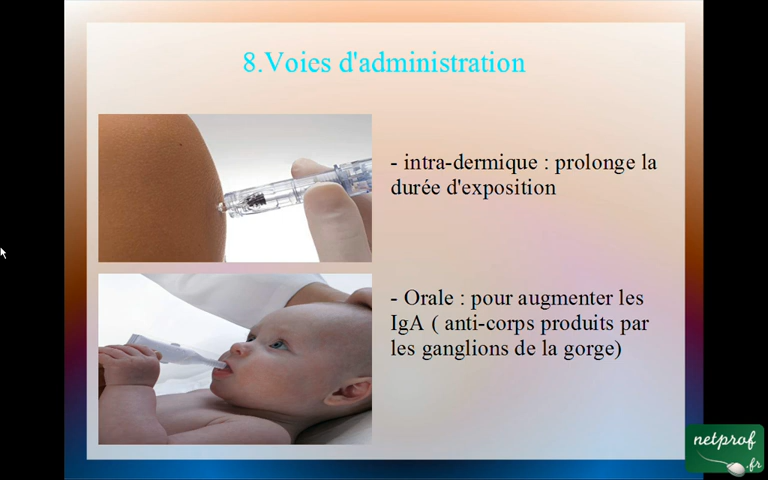 8.Voies d'administration
- intra-dermique : prolonge la
durée d'exposition
- Orale : pour augmenter les
IgA ( anti-corps produits par
les ganglions de la gorge)
netprof
.fr